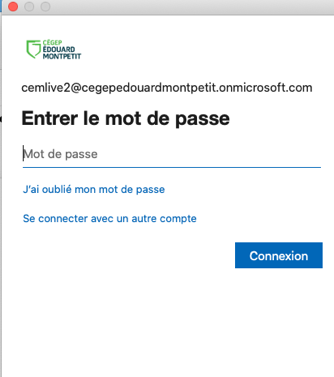 CÉGEP
ÉDOUARD
MONTPETIT
cemlive2@cegepedouardmontpetit.onmicrosoft.com
Entrer le mot de passe
Mot de passe
J'ai oublié mon mot de passe
Se connecter avec un autre compte
Connexion